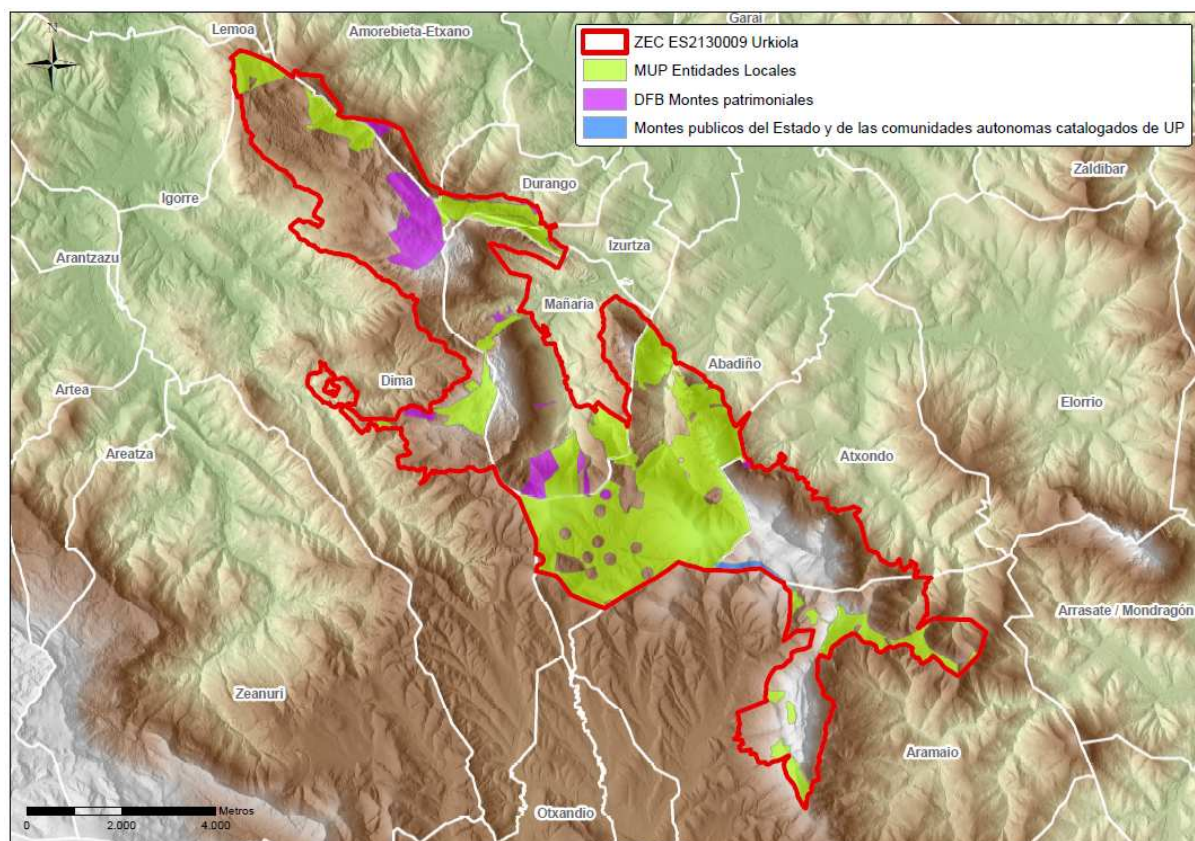 Garai
Lemoa
Amorebieta-Etxano
N
ZEC ES2130009 Urkiola
MUP Entidades Locales
DFB Montes patrimoniales
Montes publicos del Estado y de las comunidades autonomas catalogados de UP
Zaldibar
Durango
Igorre
Izurtza
Arantzazu
Mañaria
Abadiño
Dima
Artea
Elorrio
Areatza
Atxondo
Arrasate / Mondragón
Zeanuri
Aramaio
Otxandio
Metros
0 2.000 4.000